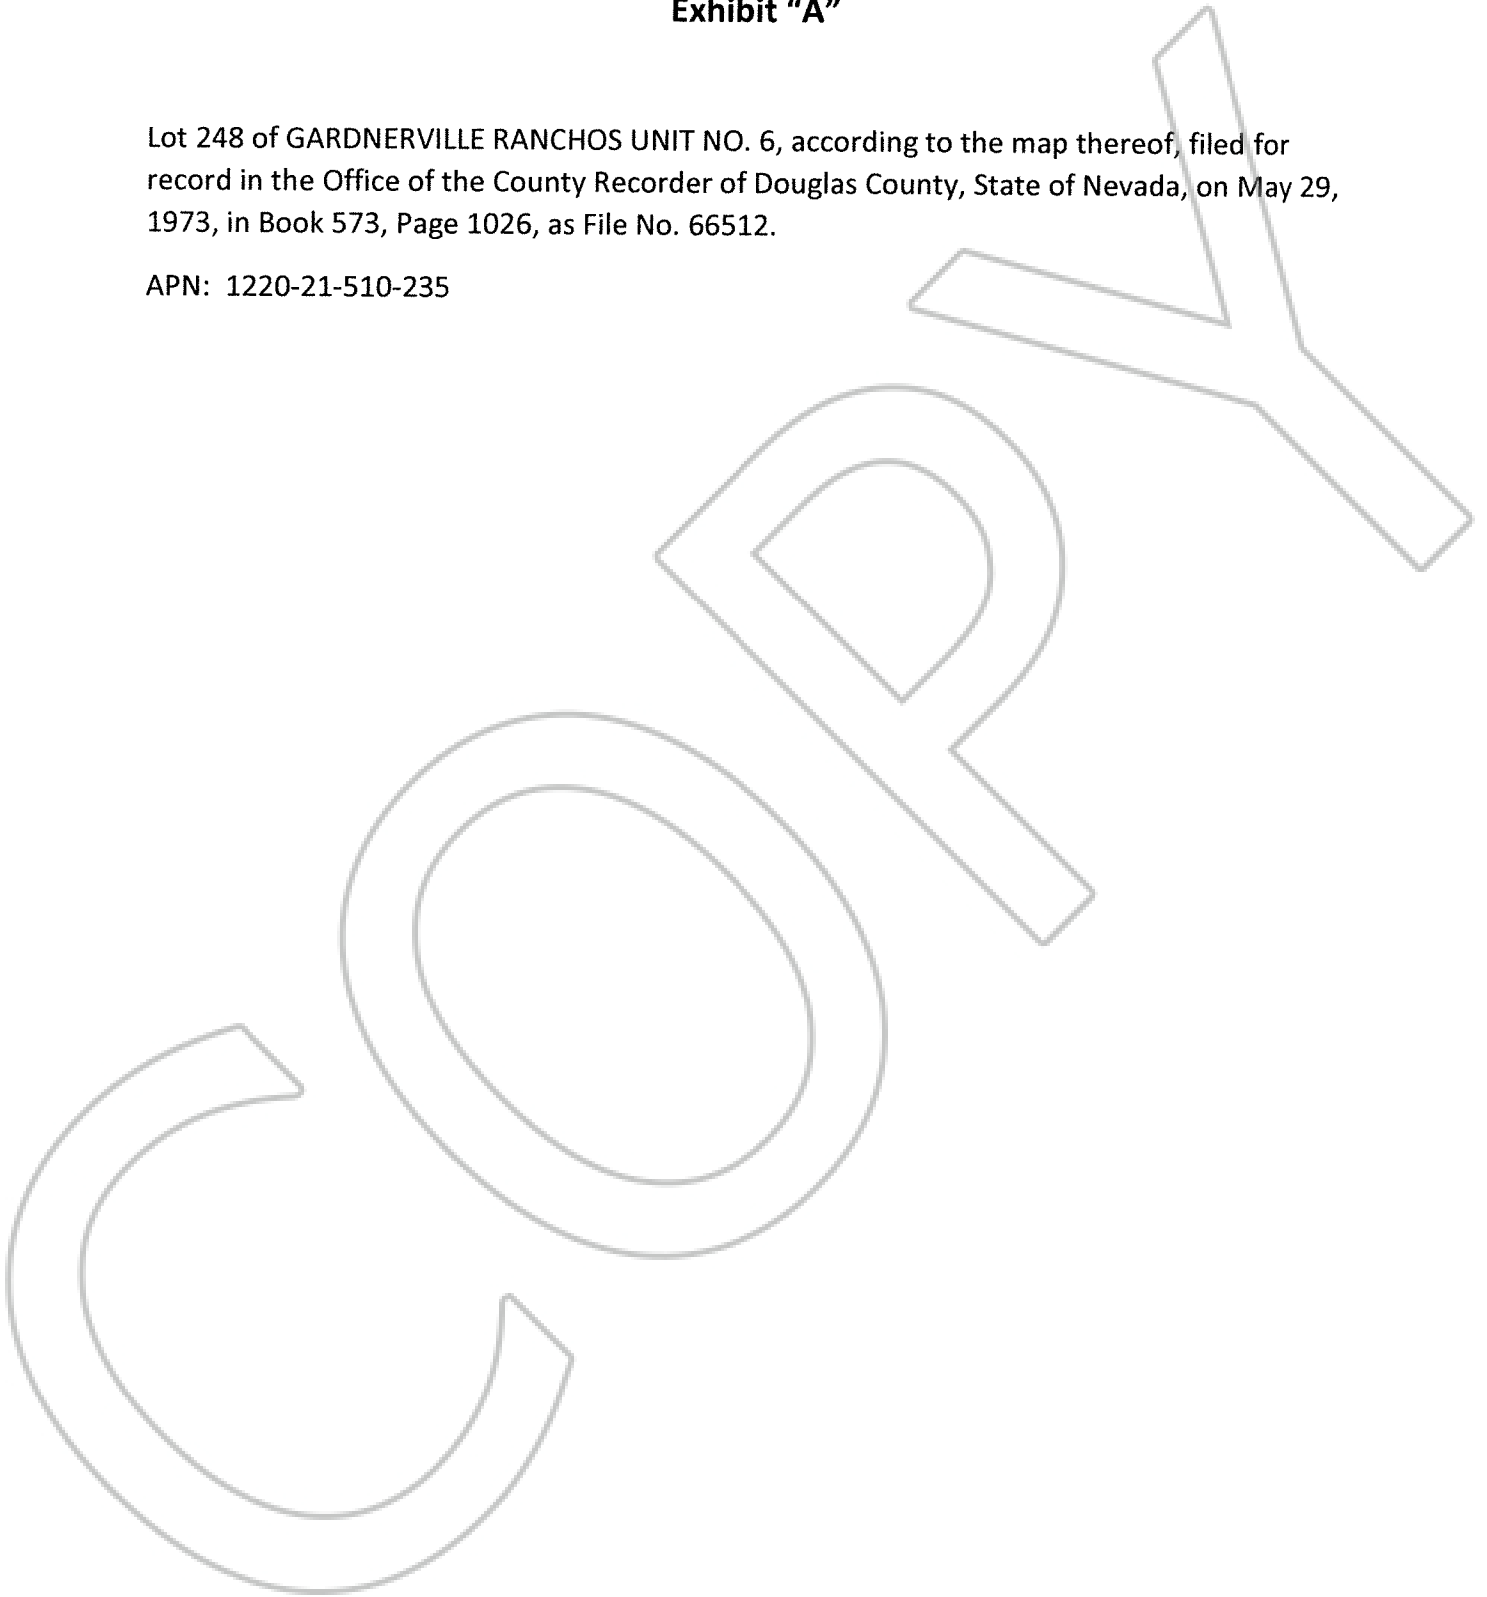 Exhibit “A”
Lot 248 of GARDNERVILLE RANCHOS UNIT NO. 6, according to the map thereof, filed for
record in the Office of the County Recorder of Douglas County, State of Nevada, on May 29,
1973, in Book 573, Page 1026, as File No. 66512.
APN:  1220-21-510-235
COPY